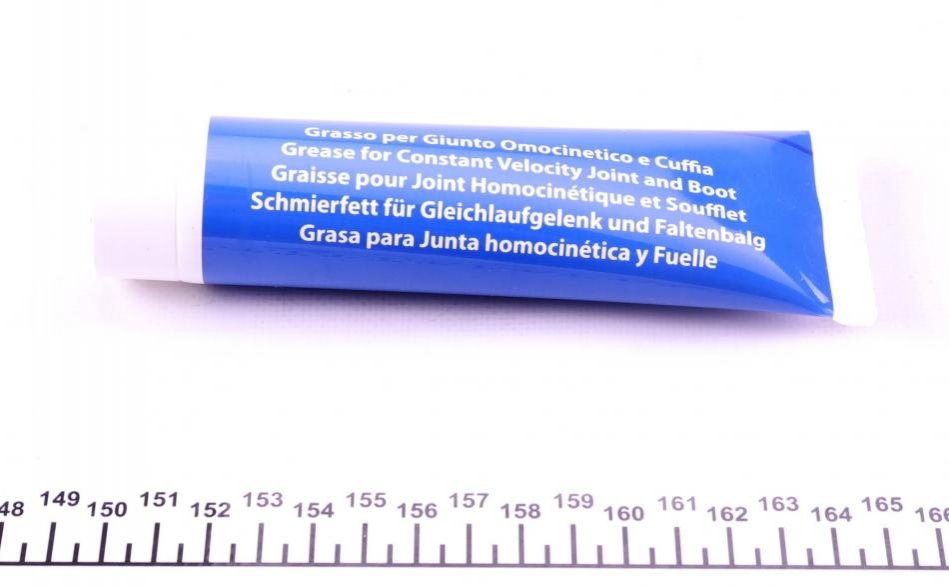 Grasso per Giunto Omocinetico e Cuffia
Grease for Constant Velocity Joint and Boot
Graisse pour Joint Homocinétique et Soufflet
Schmierfett für Gleichlaufgelenk und Faltenbalg
Grasa para Junta homocinética y Fuelle
48 149 150 151 152 153 154 155 156 157 158 159 160 161 162 163 164 165 166